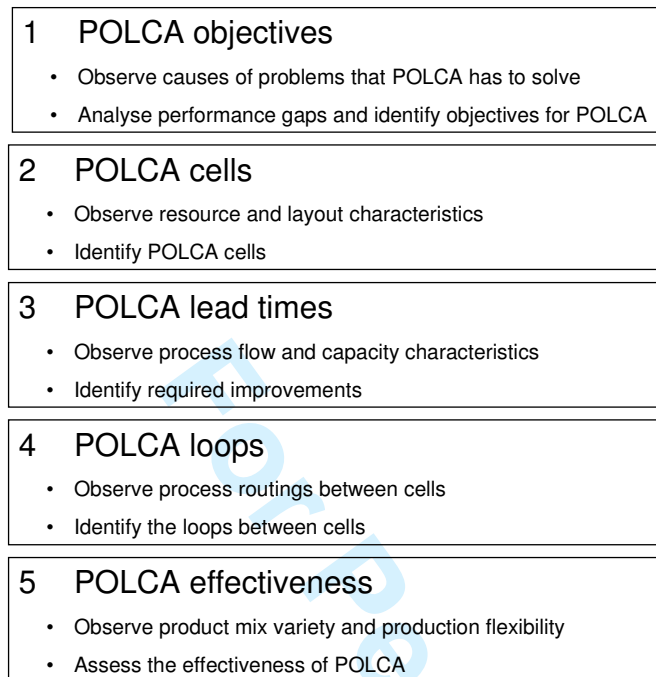 1 POLCA objectives
• Observe causes of problems that POLCA has to solve
• Analyse performance gaps and identify objectives for POLCA
2 POLCA cells
• Observe resource and layout characteristics
• Identify POLCA cells
3 POLCA lead times
• Observe process flow and capacity characteristics
• Identify required improvements
4 POLCA loops
• Observe process routings between cells
• Identify the loops between cells
5 POLCA effectiveness
• Observe product mix variety and production flexibility
• Assess the effectiveness of POLCA
For Pe